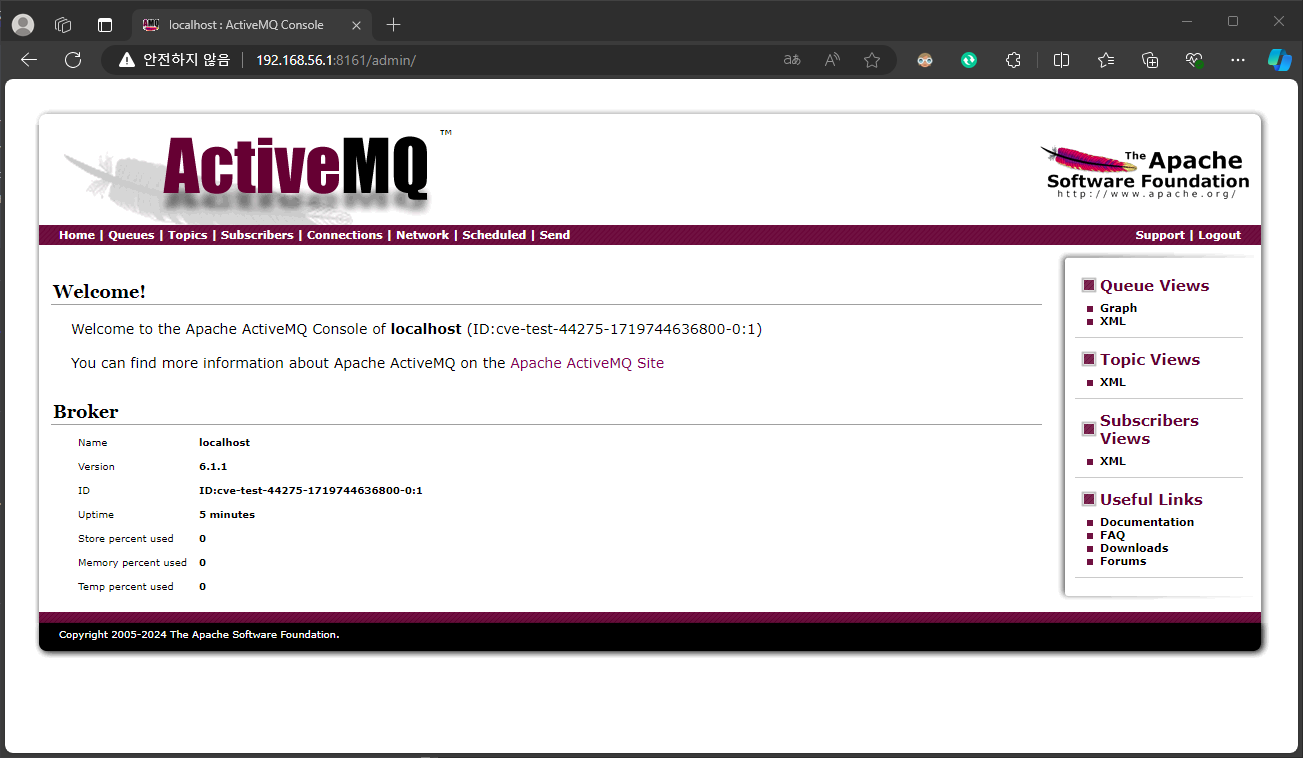 localhost : ActiveMQ Console
안전하지 않음 192.168.56.1:8161/admin/
ActiveMQ ™
The Apache
Software Foundation
http://www.apache.org/
Home | Queues | Topics | Subscribers | Connections | Network | Scheduled | Send
Support | Logout
Welcome!
Welcome to the Apache ActiveMQ Console of localhost (ID:cve-test-44275-1719744636800-0:1)
You can find more information about Apache ActiveMQ on the Apache ActiveMQ Site
Broker
Name localhost
Version 6.1.1
ID ID:cve-test-44275-1719744636800-0:1
Uptime 5 minutes
Store percent used 0
Memory percent used 0
Temp percent used 0
Queue Views
Graph
XML
Topic Views
XML
Subscribers
Views
XML
Useful Links
Documentation
FAQ
Downloads
Forums
Copyright 2005-2024 The Apache Software Foundation.